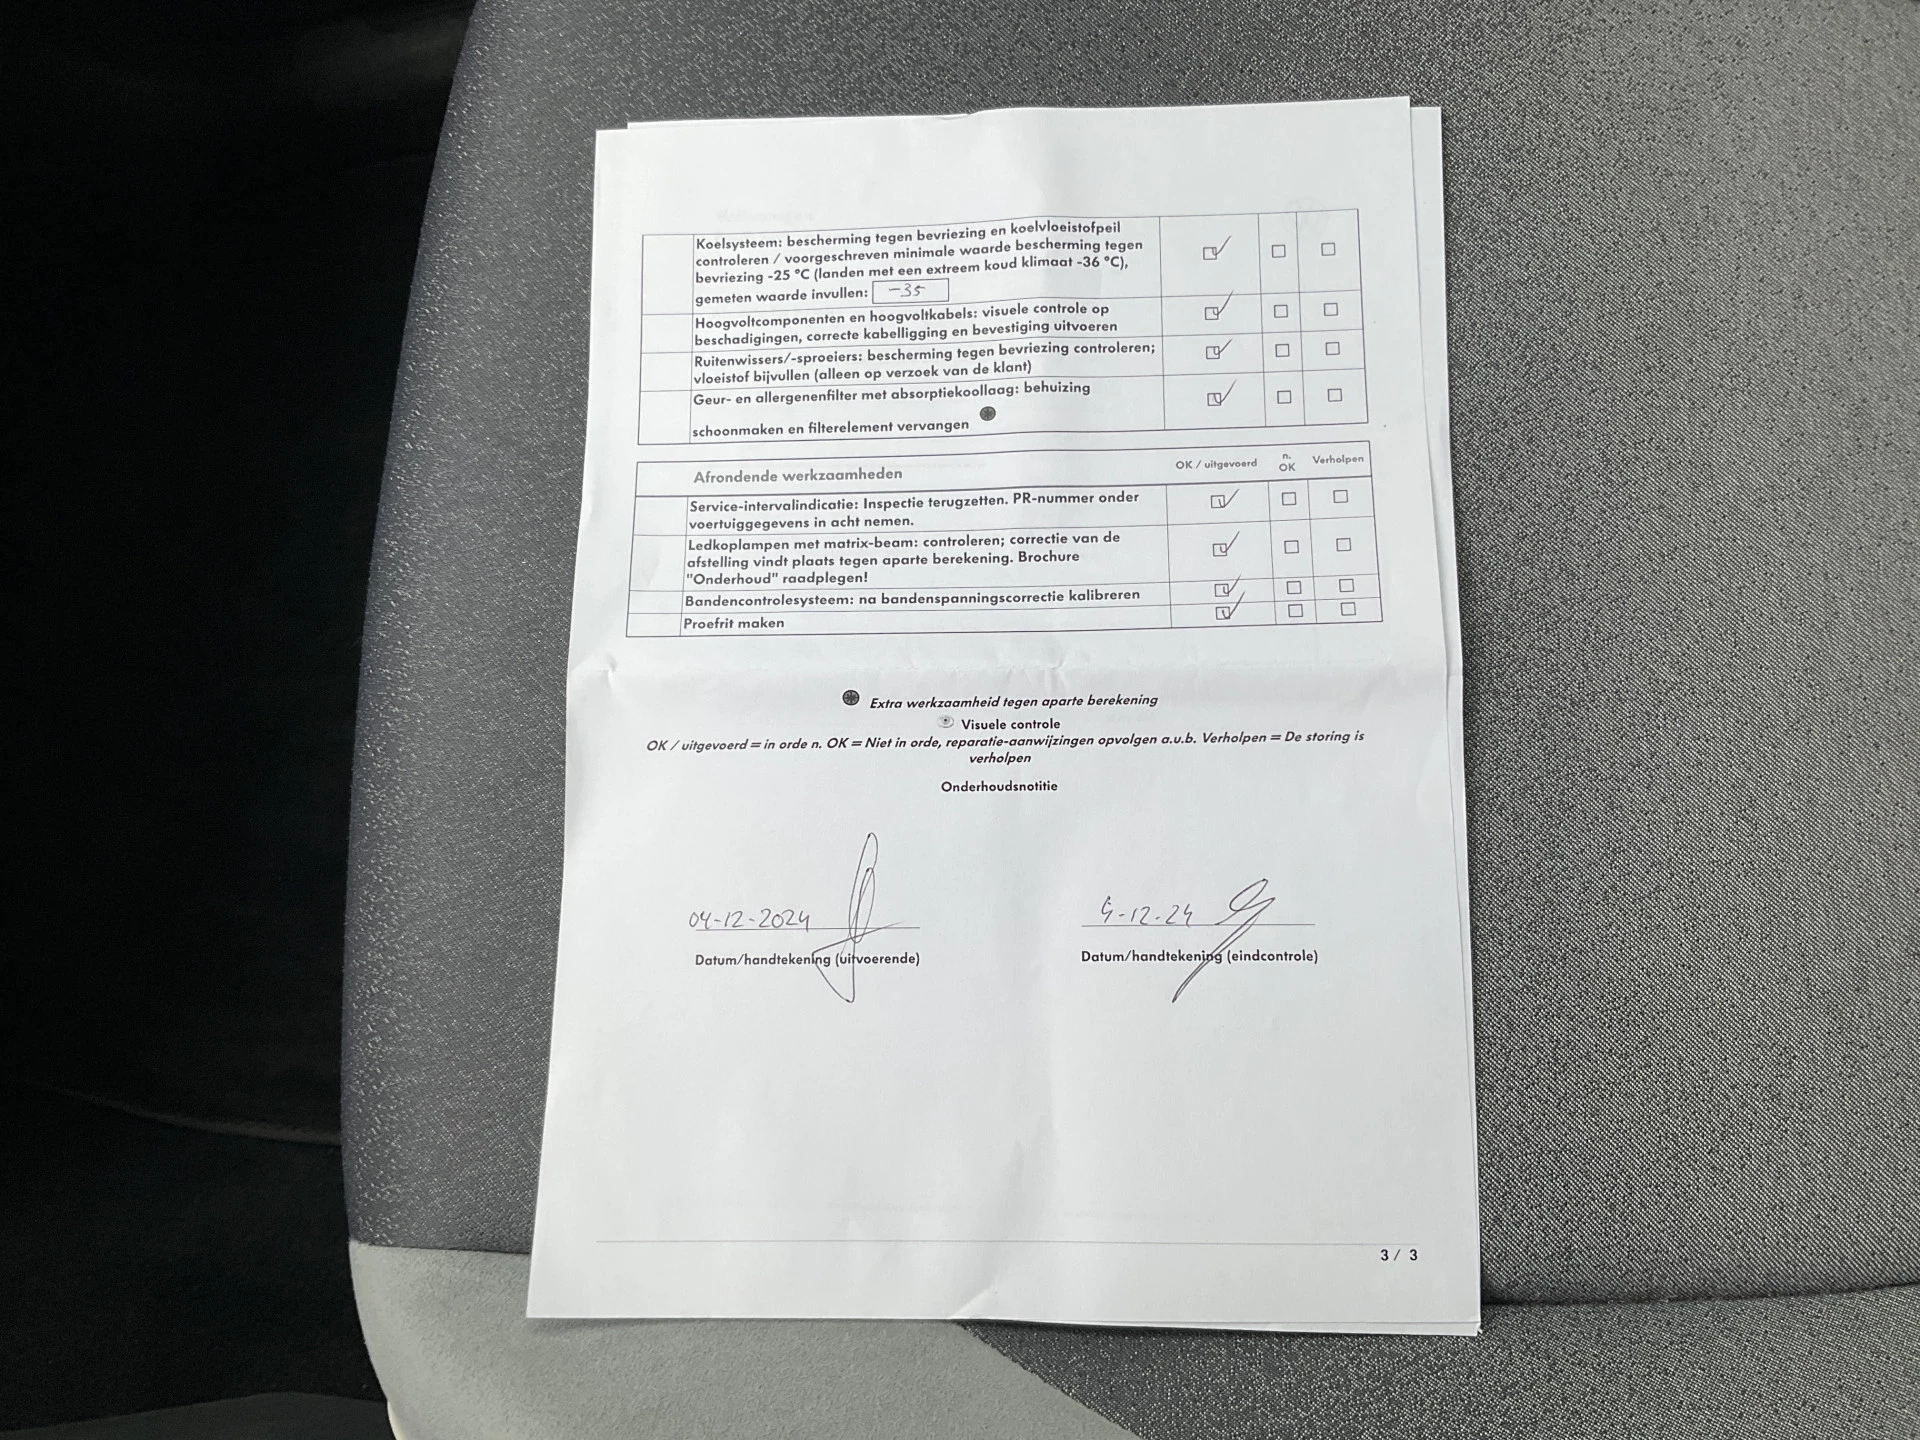 Koelsysteem: bescherming tegen bevriezing en koelvloeistofpeil
controleren / voorgeschreven minimale waarde bescherming tegen
bevriezing -25 °C (landen met een extreem koud klimaat -36 °C),
gemeten waarde invullen: -35
Hoogvoltcomponenten en hoogvoltkabels: visuele controle op
beschadigingen, correcte kabelligging en bevestiging uitvoeren
Ruitenwissers/-sproeiers: bescherming tegen bevriezing controleren;
vloeistof bijvullen (alleen op verzoek van de klant)
Geur- en allergenenfilter met absorptiekoollaag: behuizing
schoonmaken en filterelement vervangen
Afrondende werkzaamheden OK / uitgevoerd n. OK Verholpen
Service-intervalindicatie: Inspectie terugzetten. PR-nummer onder
voertuiggegevens in acht nemen.
Ledkoplampen met matrix-beam: controleren; correctie van de
afstelling vindt plaats tegen aparte berekening. Brochure
"Onderhoud" raadplegen!
Bandencontrolesysteem: na bandenspanningscorrectie kalibreren
Proefrit maken
Extra werkzaamheid tegen aparte berekening
Visuele controle
OK / uitgevoerd = in orde n. OK = Niet in orde, reparatie-aanwijzingen opvolgen a.u.b. Verholpen = De storing is
verholpen
Onderhoudsnotitie
04-12-2024 4-12-24
Datum/handtekening (uitvoerende) Datum/handtekening (eindcontrole)
3 / 3